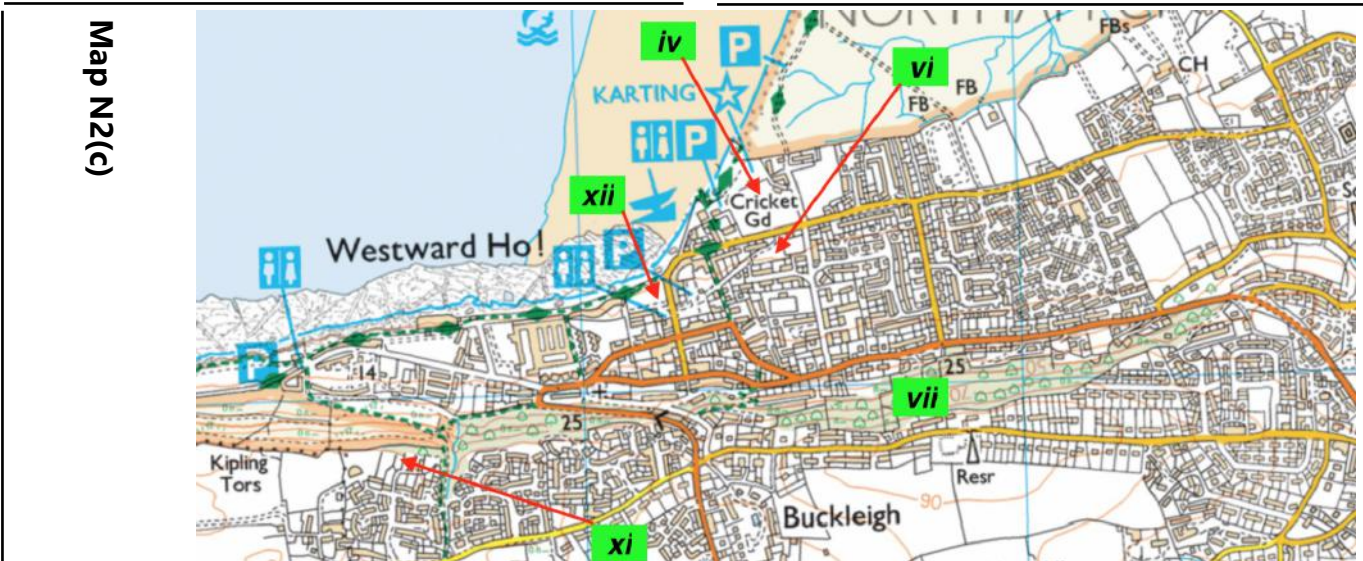 Map N2(c)
FBs
iv
P
vi
CH
KARTING
FB
FB
P
xii
Cricket
Gd
Westward Ho!
P
P
14
25
vii
25
Kipling
Tors
Resr
90
Buckleigh
xi